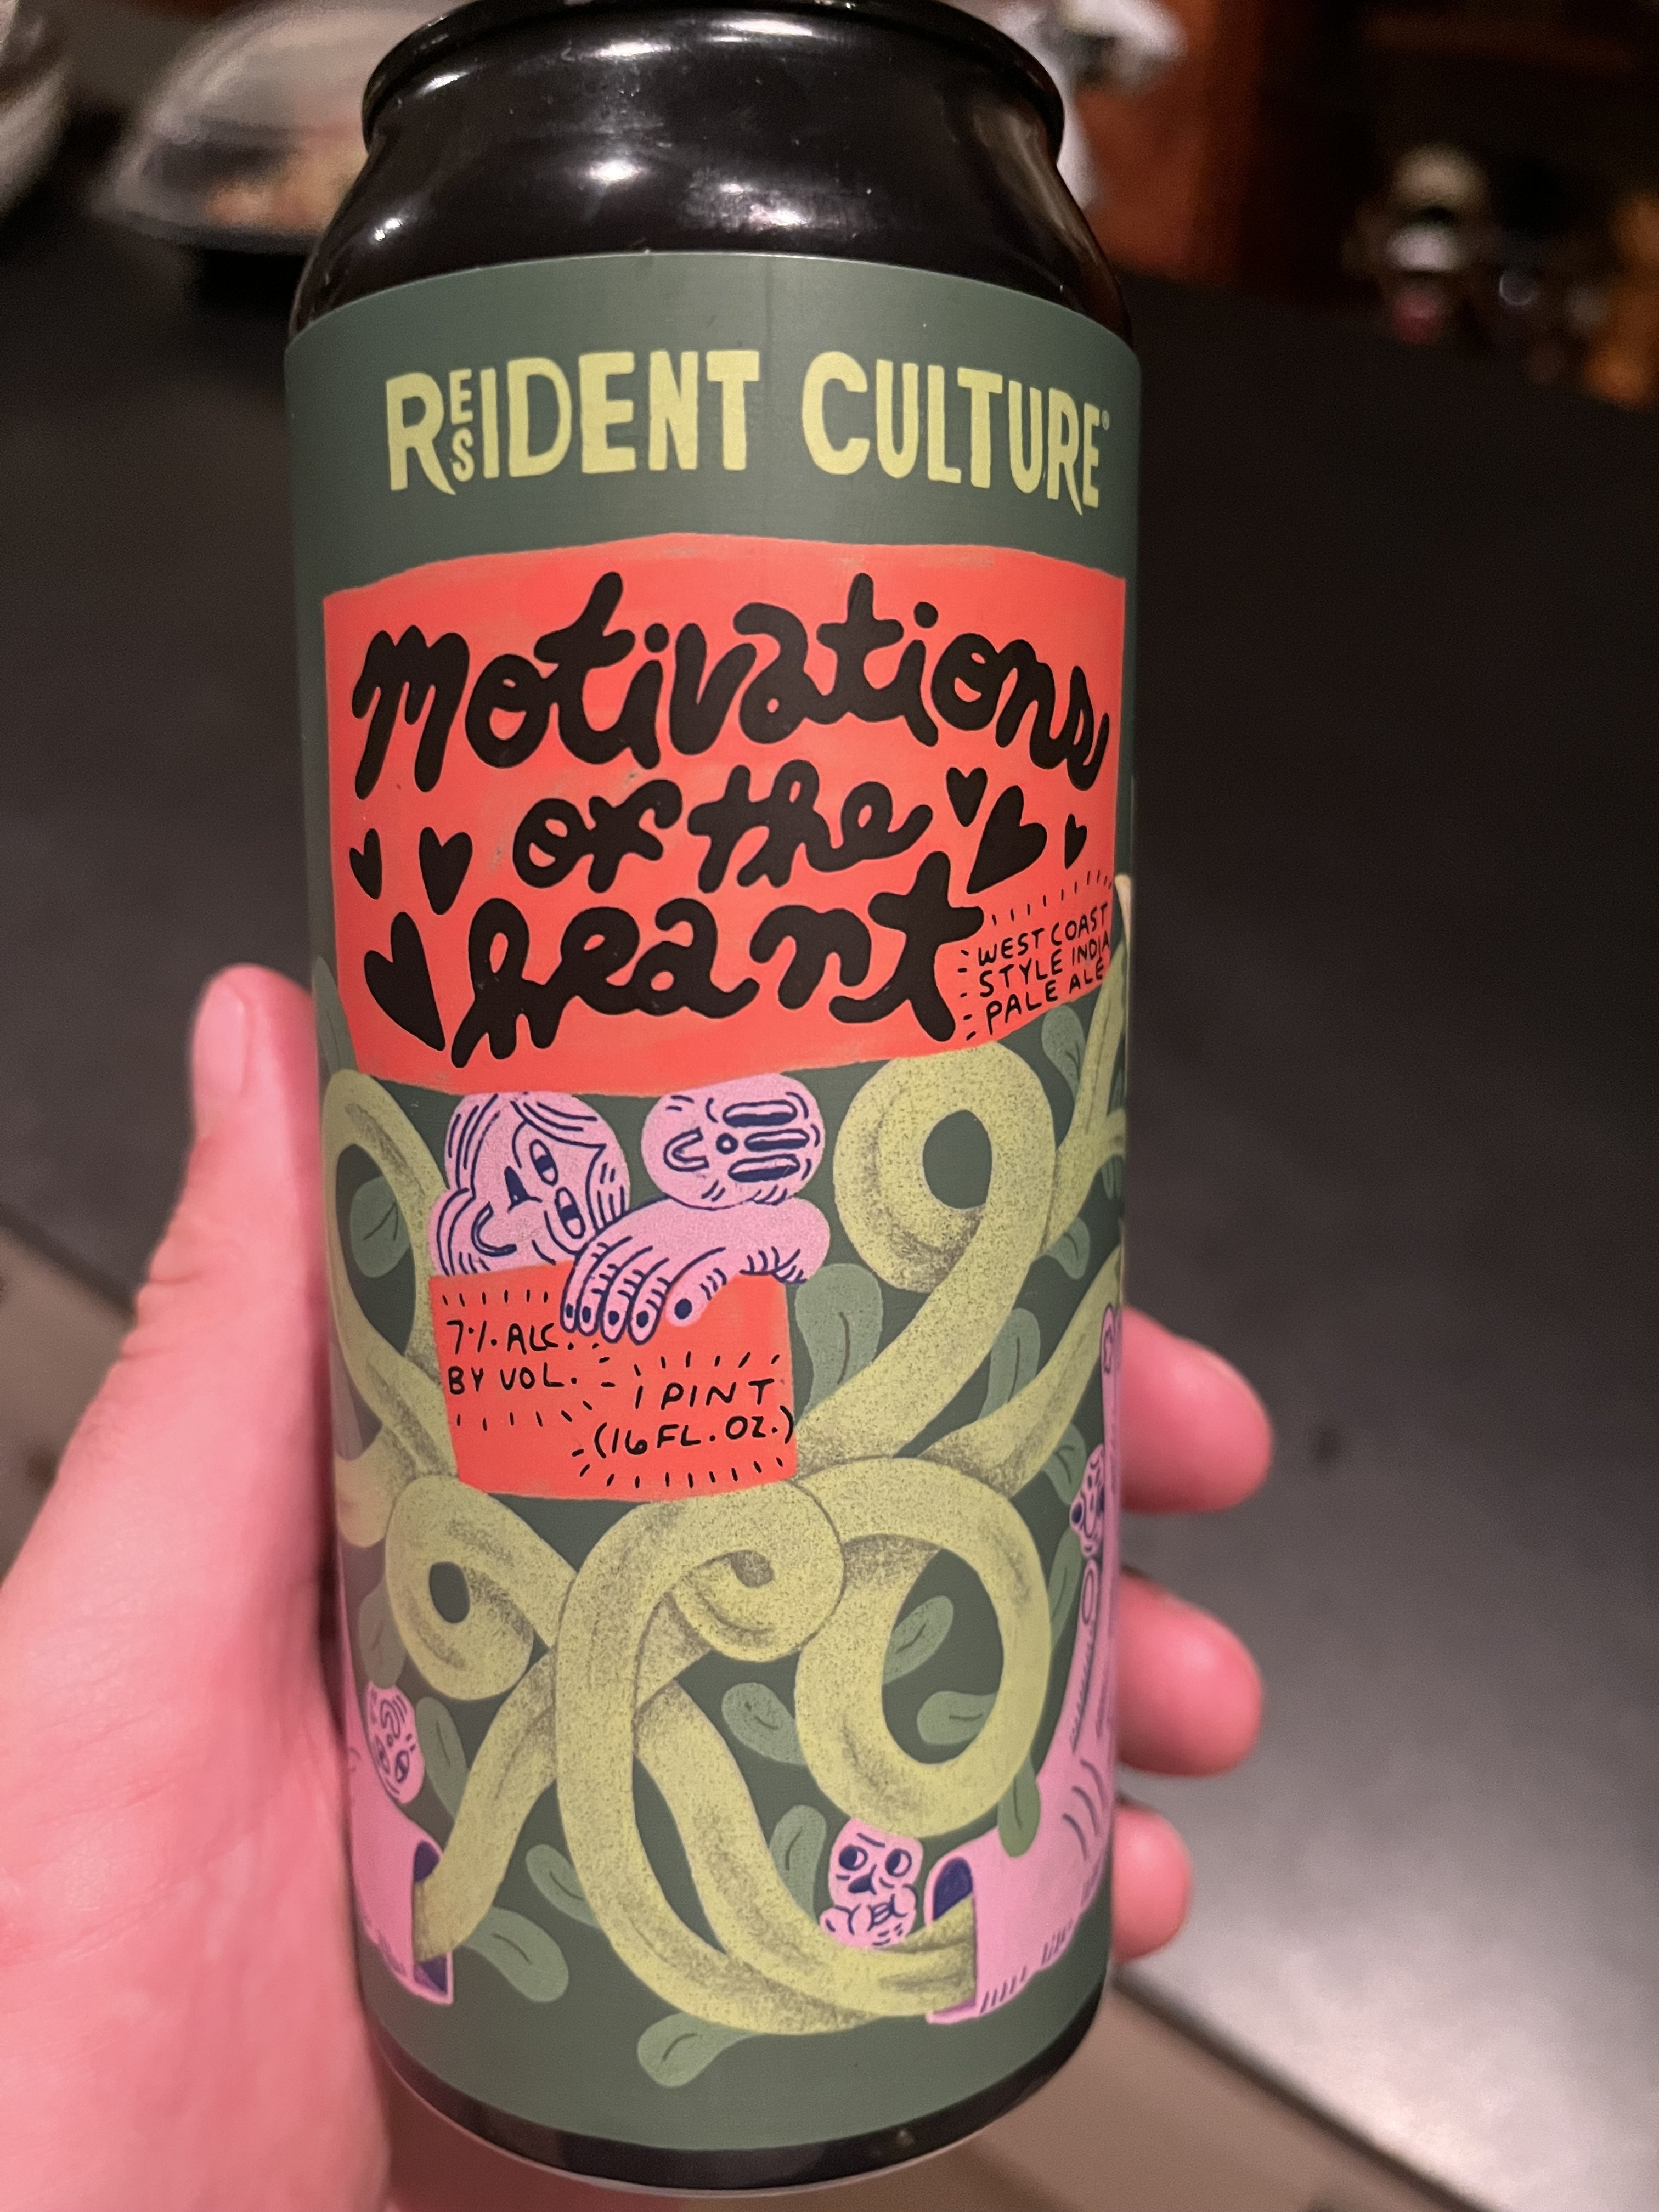 RESIDENT CULTURE®
Motivations
of the
heart
WEST COAST
STYLE INDIA
PALE ALE
7% ALC.
BY VOL.
1 PINT
(16 FL. OZ.)